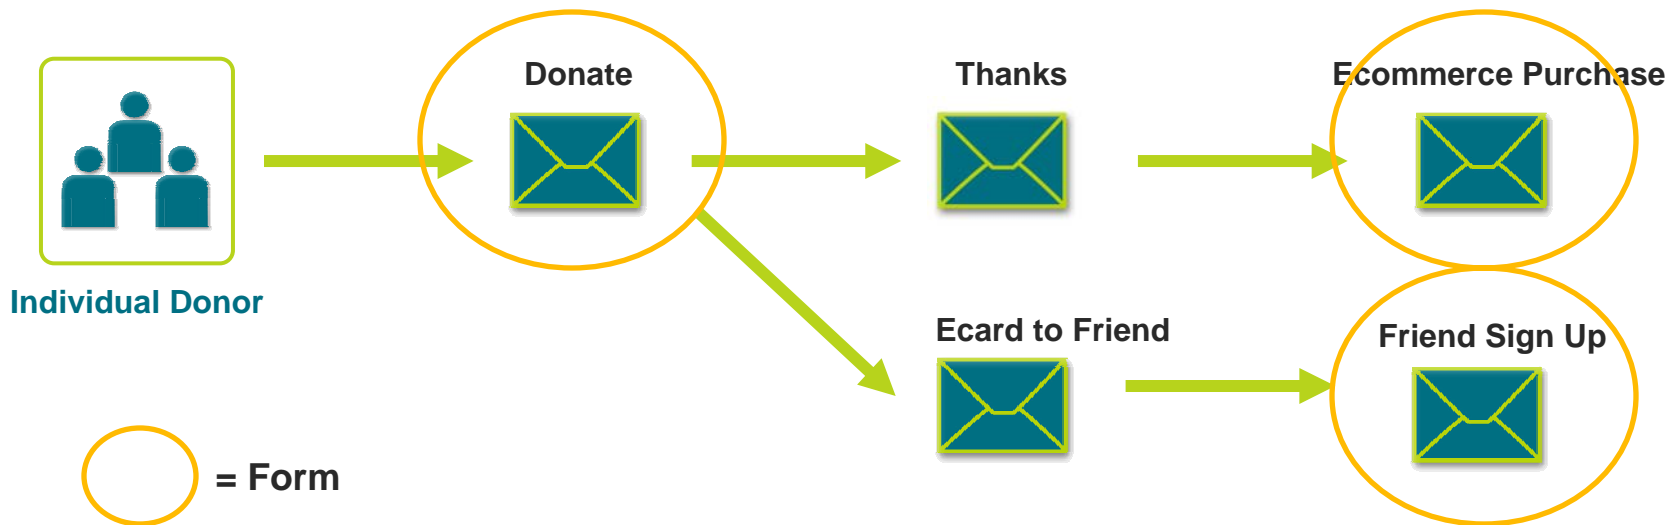 Donate
Thanks
Ecommerce Purchase
Individual Donor
Ecard to Friend
Friend Sign Up
= Form